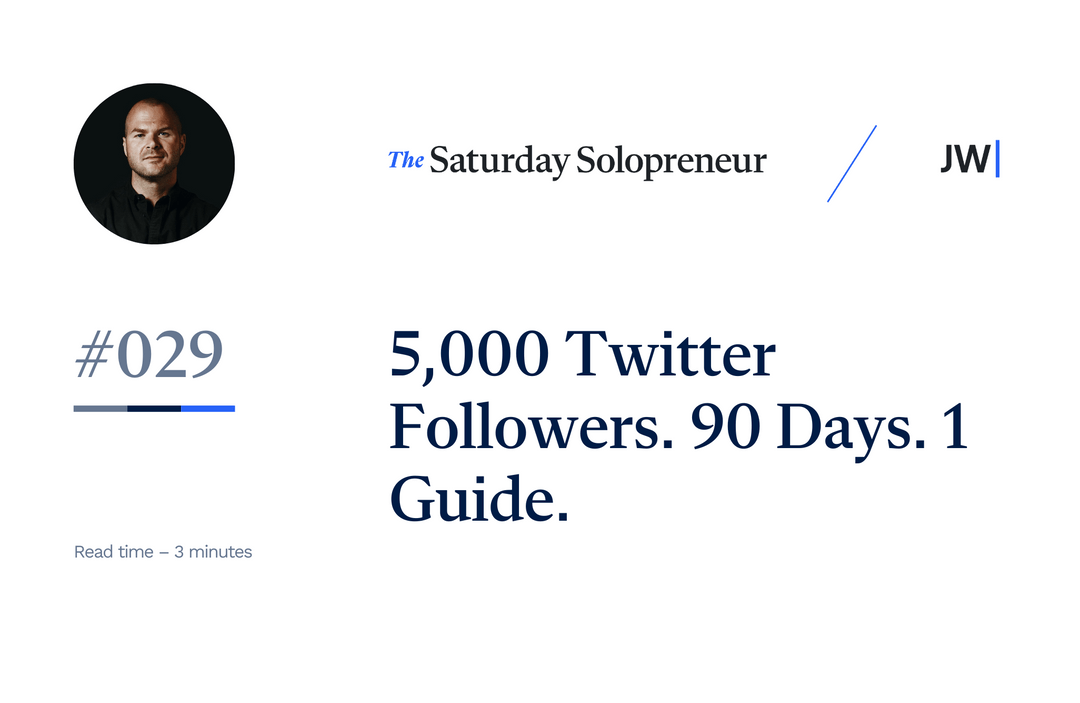 The Saturday Solopreneur
JW
#029
5,000 Twitter
Followers. 90 Days. 1
Guide.
Read time – 3 minutes